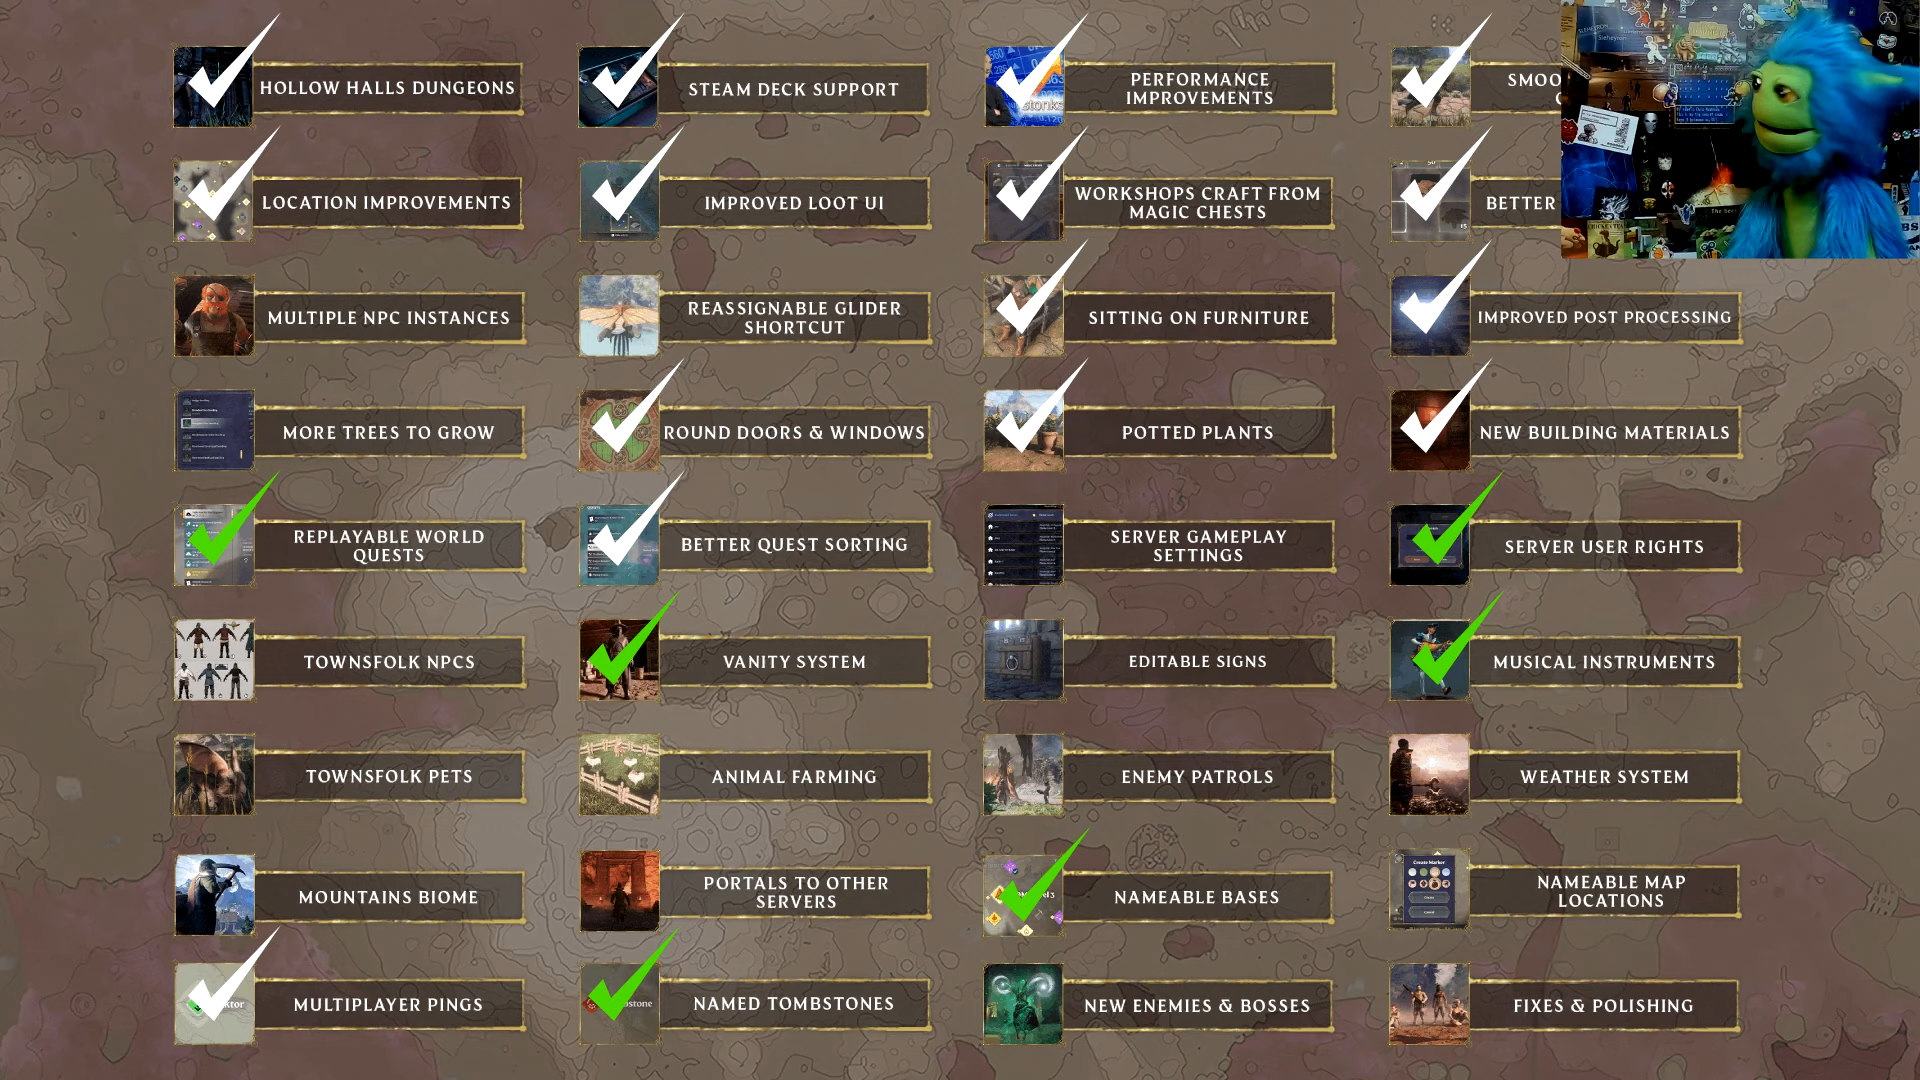 HOLLOW HALLS DUNGEONS
STEAM DECK SUPPORT
PERFORMANCE
IMPROVEMENTS
SMOO
LOCATION IMPROVEMENTS
IMPROVED LOOT UI
WORKSHOPS CRAFT FROM
MAGIC CHESTS
BETTER
MULTIPLE NPC INSTANCES
REASSIGNABLE GLIDER
SHORTCUT
SITTING ON FURNITURE
IMPROVED POST PROCESSING
MORE TREES TO GROW
ROUND DOORS & WINDOWS
POTTED PLANTS
NEW BUILDING MATERIALS
REPLAYABLE WORLD
QUESTS
BETTER QUEST SORTING
SERVER GAMEPLAY
SETTINGS
SERVER USER RIGHTS
TOWNSFOLK NPCS
VANITY SYSTEM
EDITABLE SIGNS
MUSICAL INSTRUMENTS
TOWNSFOLK PETS
ANIMAL FARMING
ENEMY PATROLS
WEATHER SYSTEM
MOUNTAINS BIOME
PORTALS TO OTHER
SERVERS
NAMEABLE BASES
Create Marker
NAMEABLE MAP
LOCATIONS
MULTIPLAYER PINGS
NAMED TOMBSTONES
NEW ENEMIES & BOSSES
FIXES & POLISHING